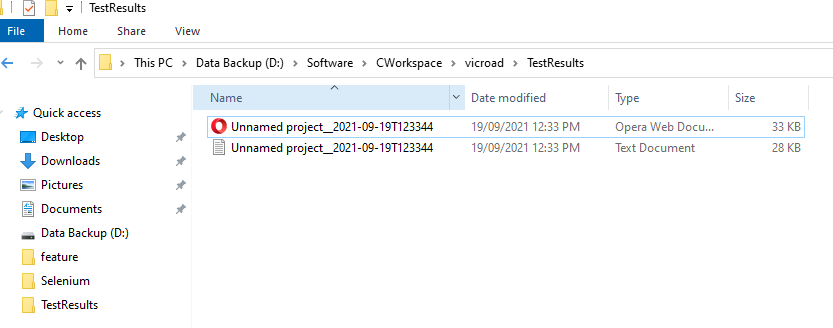 TestResults
File Home Share View
This PC Data Backup (D:) Software CWorkspace vicroad TestResults
Name Date modified Type Size
Quick access
Unnamed project__2021-09-19T123344 19/09/2021 12:33 PM Opera Web Docu... 33 KB
Desktop
Unnamed project__2021-09-19T123344 19/09/2021 12:33 PM Text Document 28 KB
Downloads
Pictures
Documents
Data Backup (D:)
feature
Selenium
TestResults